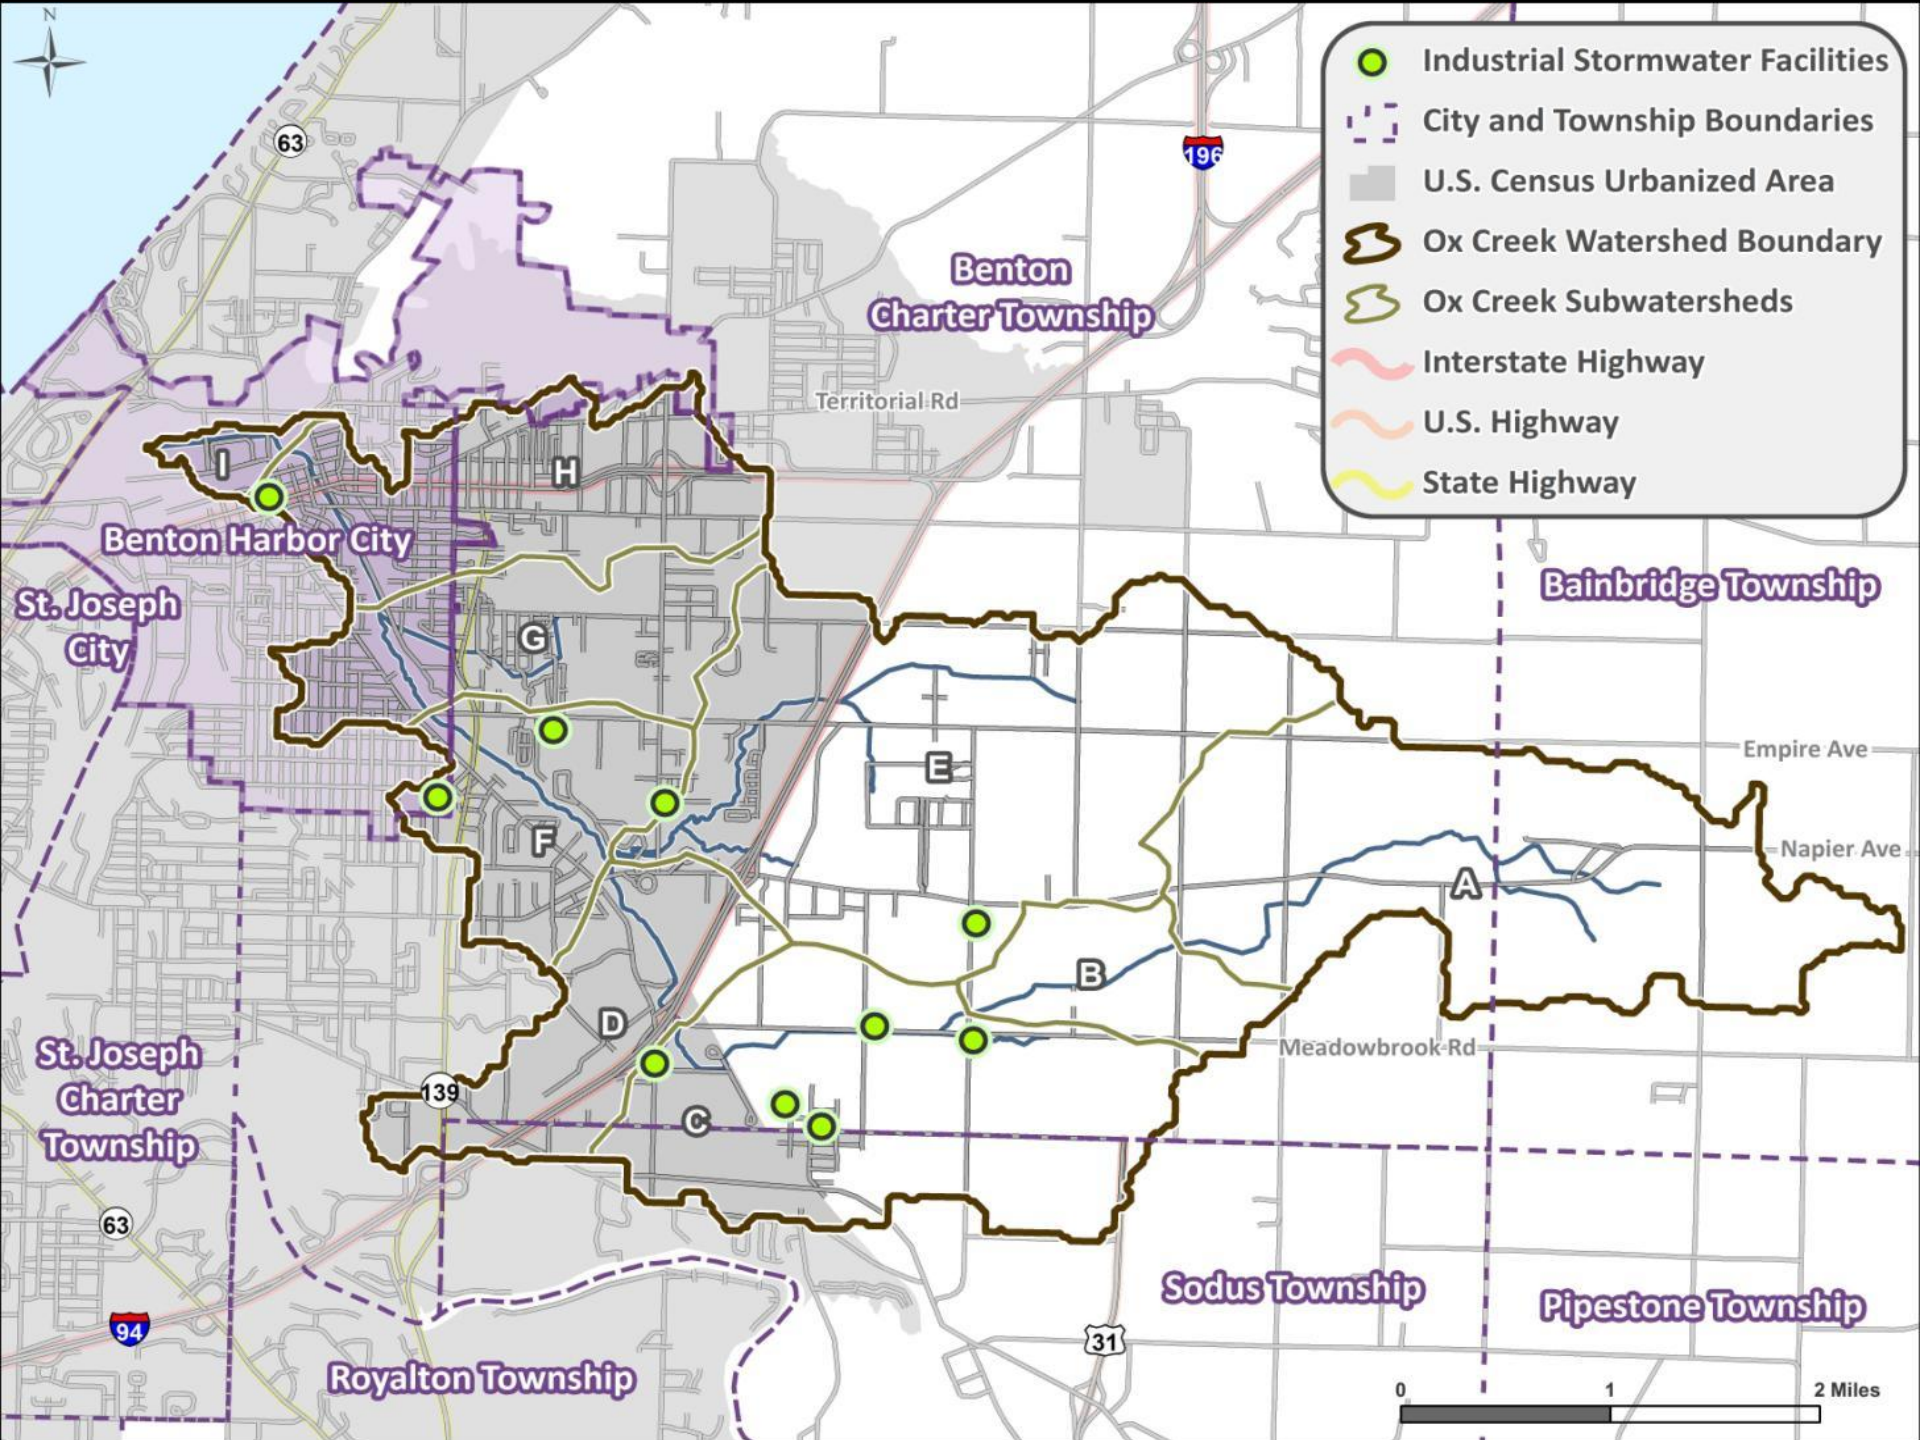 N
Industrial Stormwater Facilities
City and Township Boundaries
U.S. Census Urbanized Area
Ox Creek Watershed Boundary
Ox Creek Subwatersheds
Interstate Highway
U.S. Highway
State Highway
63
196
Benton
Charter Township
Territorial Rd
I
H
Benton Harbor City
Bainbridge Township
St. Joseph
City
G
Empire Ave
E
F
Napier Ave
A
B
D
Meadowbrook Rd
St. Joseph
Charter
Township
139
C
63
Sodus Township
Pipestone Township
94
31
Royalton Township
0 1 2 Miles